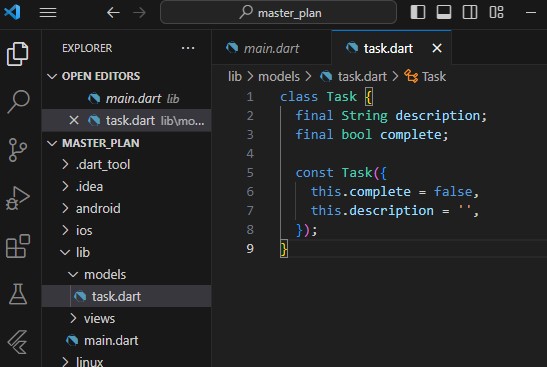 master_plan
EXPLORER
OPEN EDITORS
main.dart lib
task.dart lib\mo...
MASTER_PLAN
.dart_tool
.idea
android
ios
lib
models
task.dart
views
main.dart
linux
main.dart
task.dart
lib > models > task.dart > Task
1 class Task {
2 final String description;
3 final bool complete;
4
5 const Task({
6 this.complete = false,
7 this.description = '',
8 });
9 }